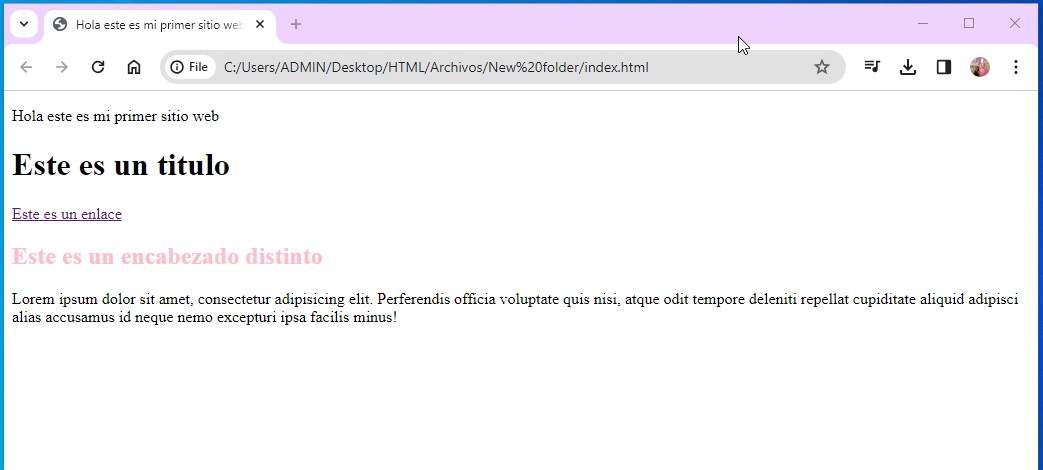 Hola este es mi primer sitio web
File C:/Users/ADMIN/Desktop/HTML/Archivos/New%20folder/index.html
Hola este es mi primer sitio web
Este es un titulo
Este es un enlace
Este es un encabezado distinto
Lorem ipsum dolor sit amet, consectetur adipisicing elit. Perferendis officia voluptate quis nisi, atque odit tempore deleniti repellat cupiditate aliquid adipisci
alias accusamus id neque nemo excepturi ipsa facilis minus!